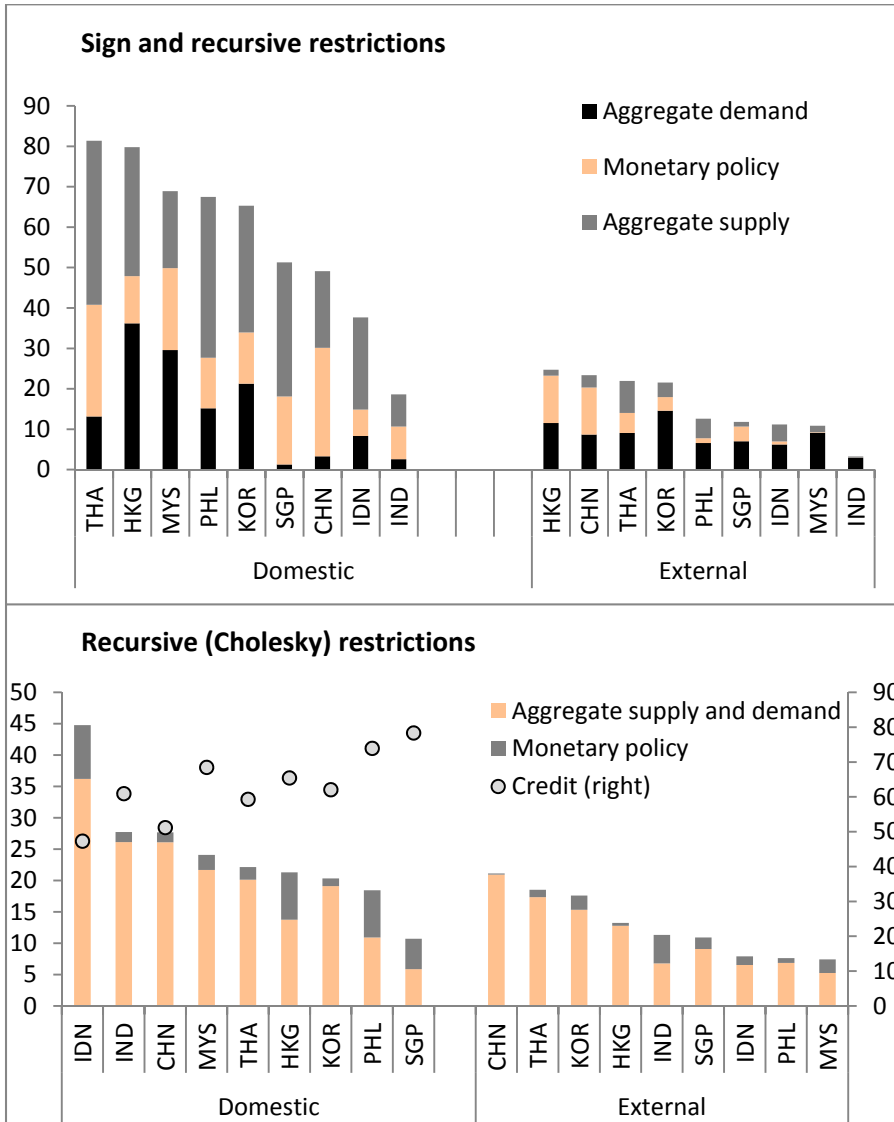 Sign and recursive restrictions
90
80
70
60
50
40
30
20
10
0
Aggregate demand
Monetary policy
Aggregate supply
THA
HKG
MYS
PHL
KOR
SGP
CHN
IDN
IND
HKG
CHN
THA
KOR
PHL
SGP
IDN
MYS
IND
Domestic
External
Recursive (Cholesky) restrictions
50
45
40
35
30
25
20
15
10
5
0
Aggregate supply and demand
Monetary policy
Credit (right)
90
80
70
60
50
40
30
20
10
0
IDN
IND
CHN
MYS
THA
HKG
KOR
PHL
SGP
CHN
THA
KOR
HKG
IND
SGP
IDN
PHL
MYS
Domestic
External